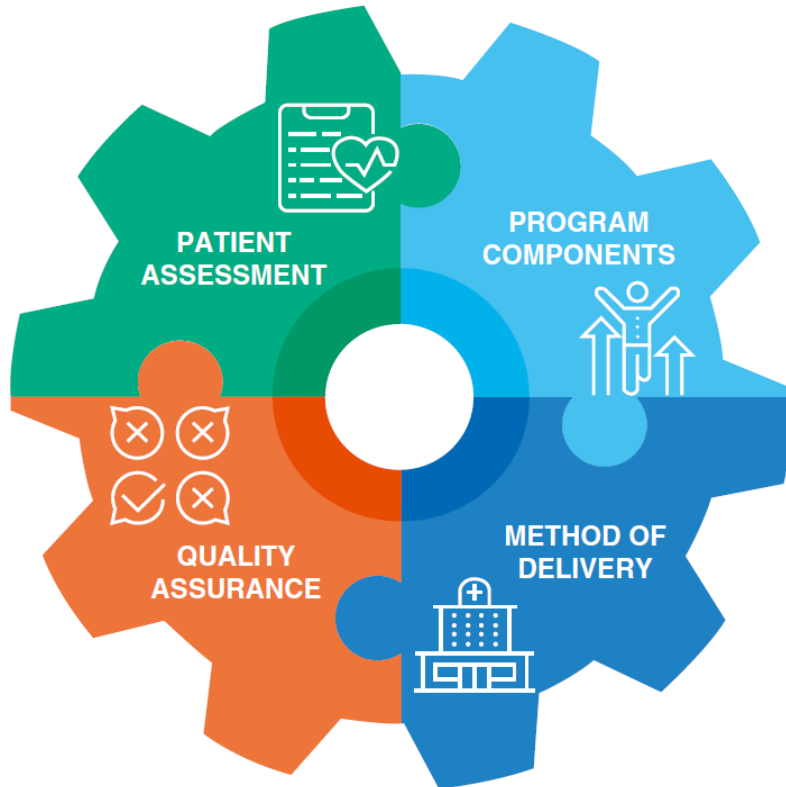 PATIENT
ASSESSMENT
PROGRAM
COMPONENTS
QUALITY
ASSURANCE
METHOD OF
DELIVERY